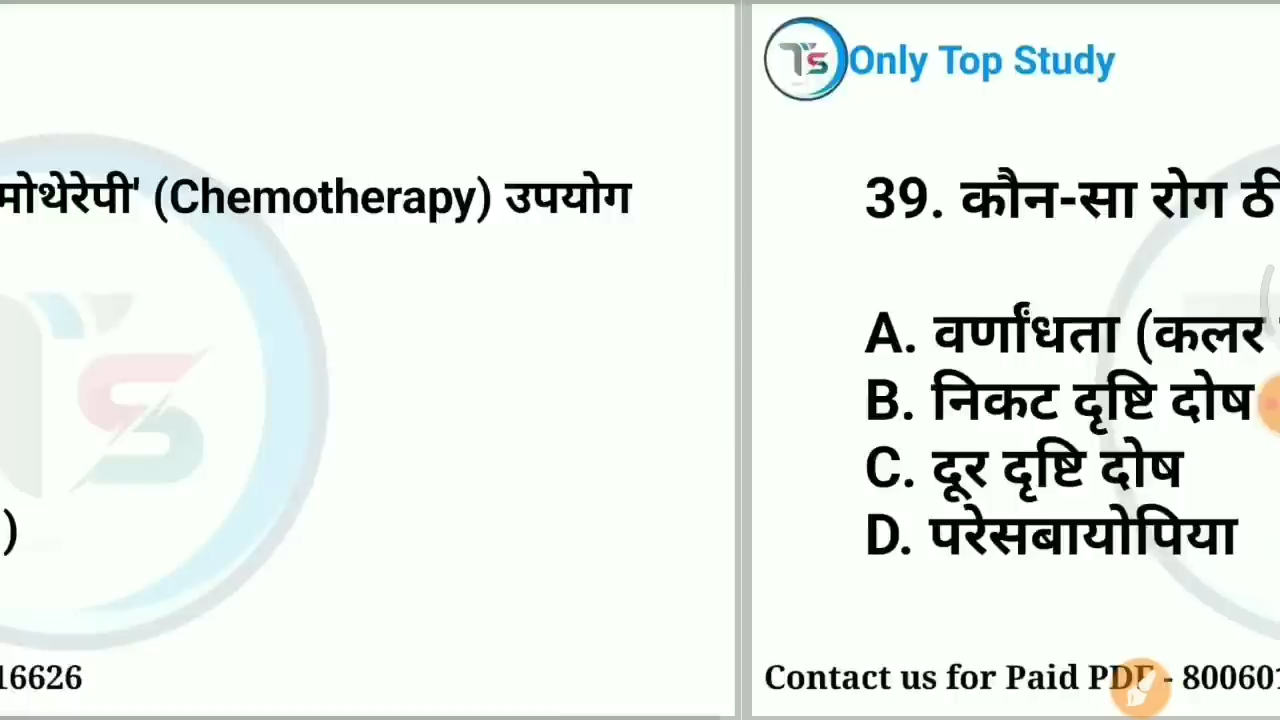 मोथेरेपी' (Chemotherapy) उपयोग
)
16626
TS Only Top Study
39. कौन-सा रोग ठी
A. वर्णांधता (कलर
B. निकट दृष्टि दोष
C. दूर दृष्टि दोष
D. परेसबायोपिया
Contact us for Paid PDF - 80060